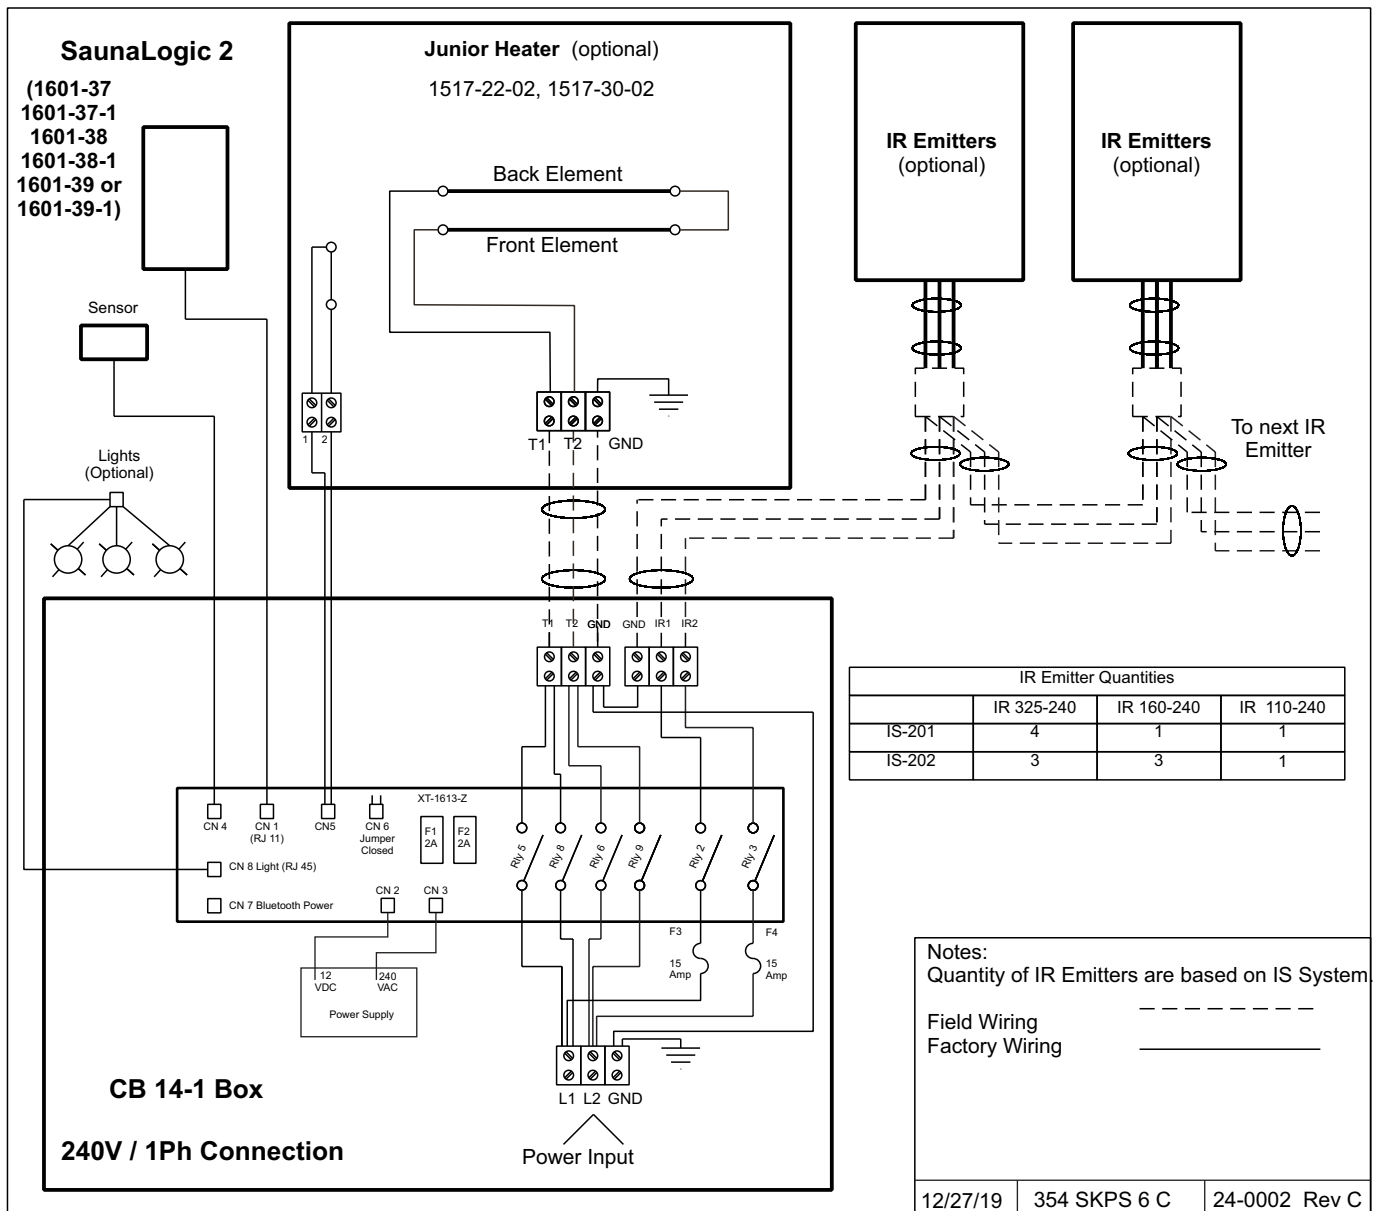 SaunaLogic 2
(1601-37
1601-37-1
1601-38
1601-38-1
1601-39 or
1601-39-1)
Junior Heater (optional)
1517-22-02, 1517-30-02
Back Element
Front Element
IR Emitters
(optional)
IR Emitters
(optional)
Sensor
Lights
(Optional)
1 2
T1 T2 GND
To next IR
Emitter
T1 T2 GND GND IR1 IR2
IR Emitter Quantities
IR 325-240 IR 160-240 IR 110-240
IS-201 4 1 1
IS-202 3 3 1
XT-1613-Z
CN 4
CN 1
(RJ 11)
CN5
CN 6
Jumper
Closed
F1
2A
F2
2A
Rly 5
Rly 8
Rly 6
Rly 9
Rly 2
Rly 3
CN 8 Light (RJ 45)
CN 7 Bluetooth Power
CN 2
CN 3
F3
15
Amp
F4
15
Amp
12
VDC
240
VAC
Power Supply
L1 L2 GND
Power Input
CB 14-1 Box
240V / 1Ph Connection
Notes:
Quantity of IR Emitters are based on IS System.
Field Wiring
Factory Wiring
12/27/19 354 SKPS 6 C 24-0002 Rev C